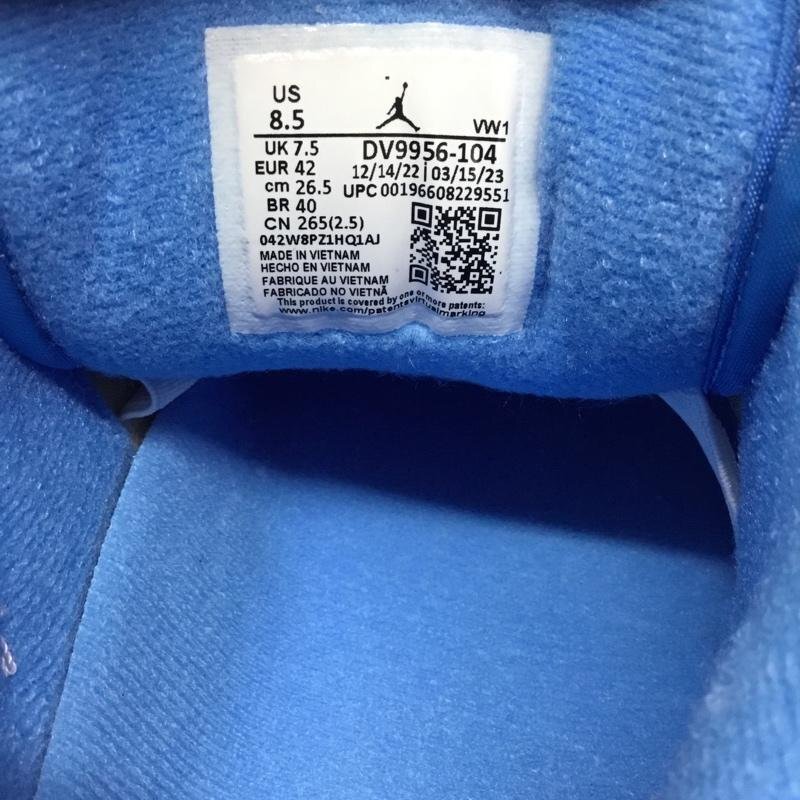 US
8.5
VW1
UK 7.5
DV9956-104
EUR 42
12/14/22 | 03/15/23
cm 26.5
UPC 00196608229551
BR 40
CN 265(2.5)
042W8PZ1HQ1AJ
MADE IN VIETNAM
HECHO EN VIETNAM
FABRIQUE AU VIETNAM
FABRICADO NO VIETNÃ
This product is covered by one or more patents:
www.nike.com/patentsvirtualmarking